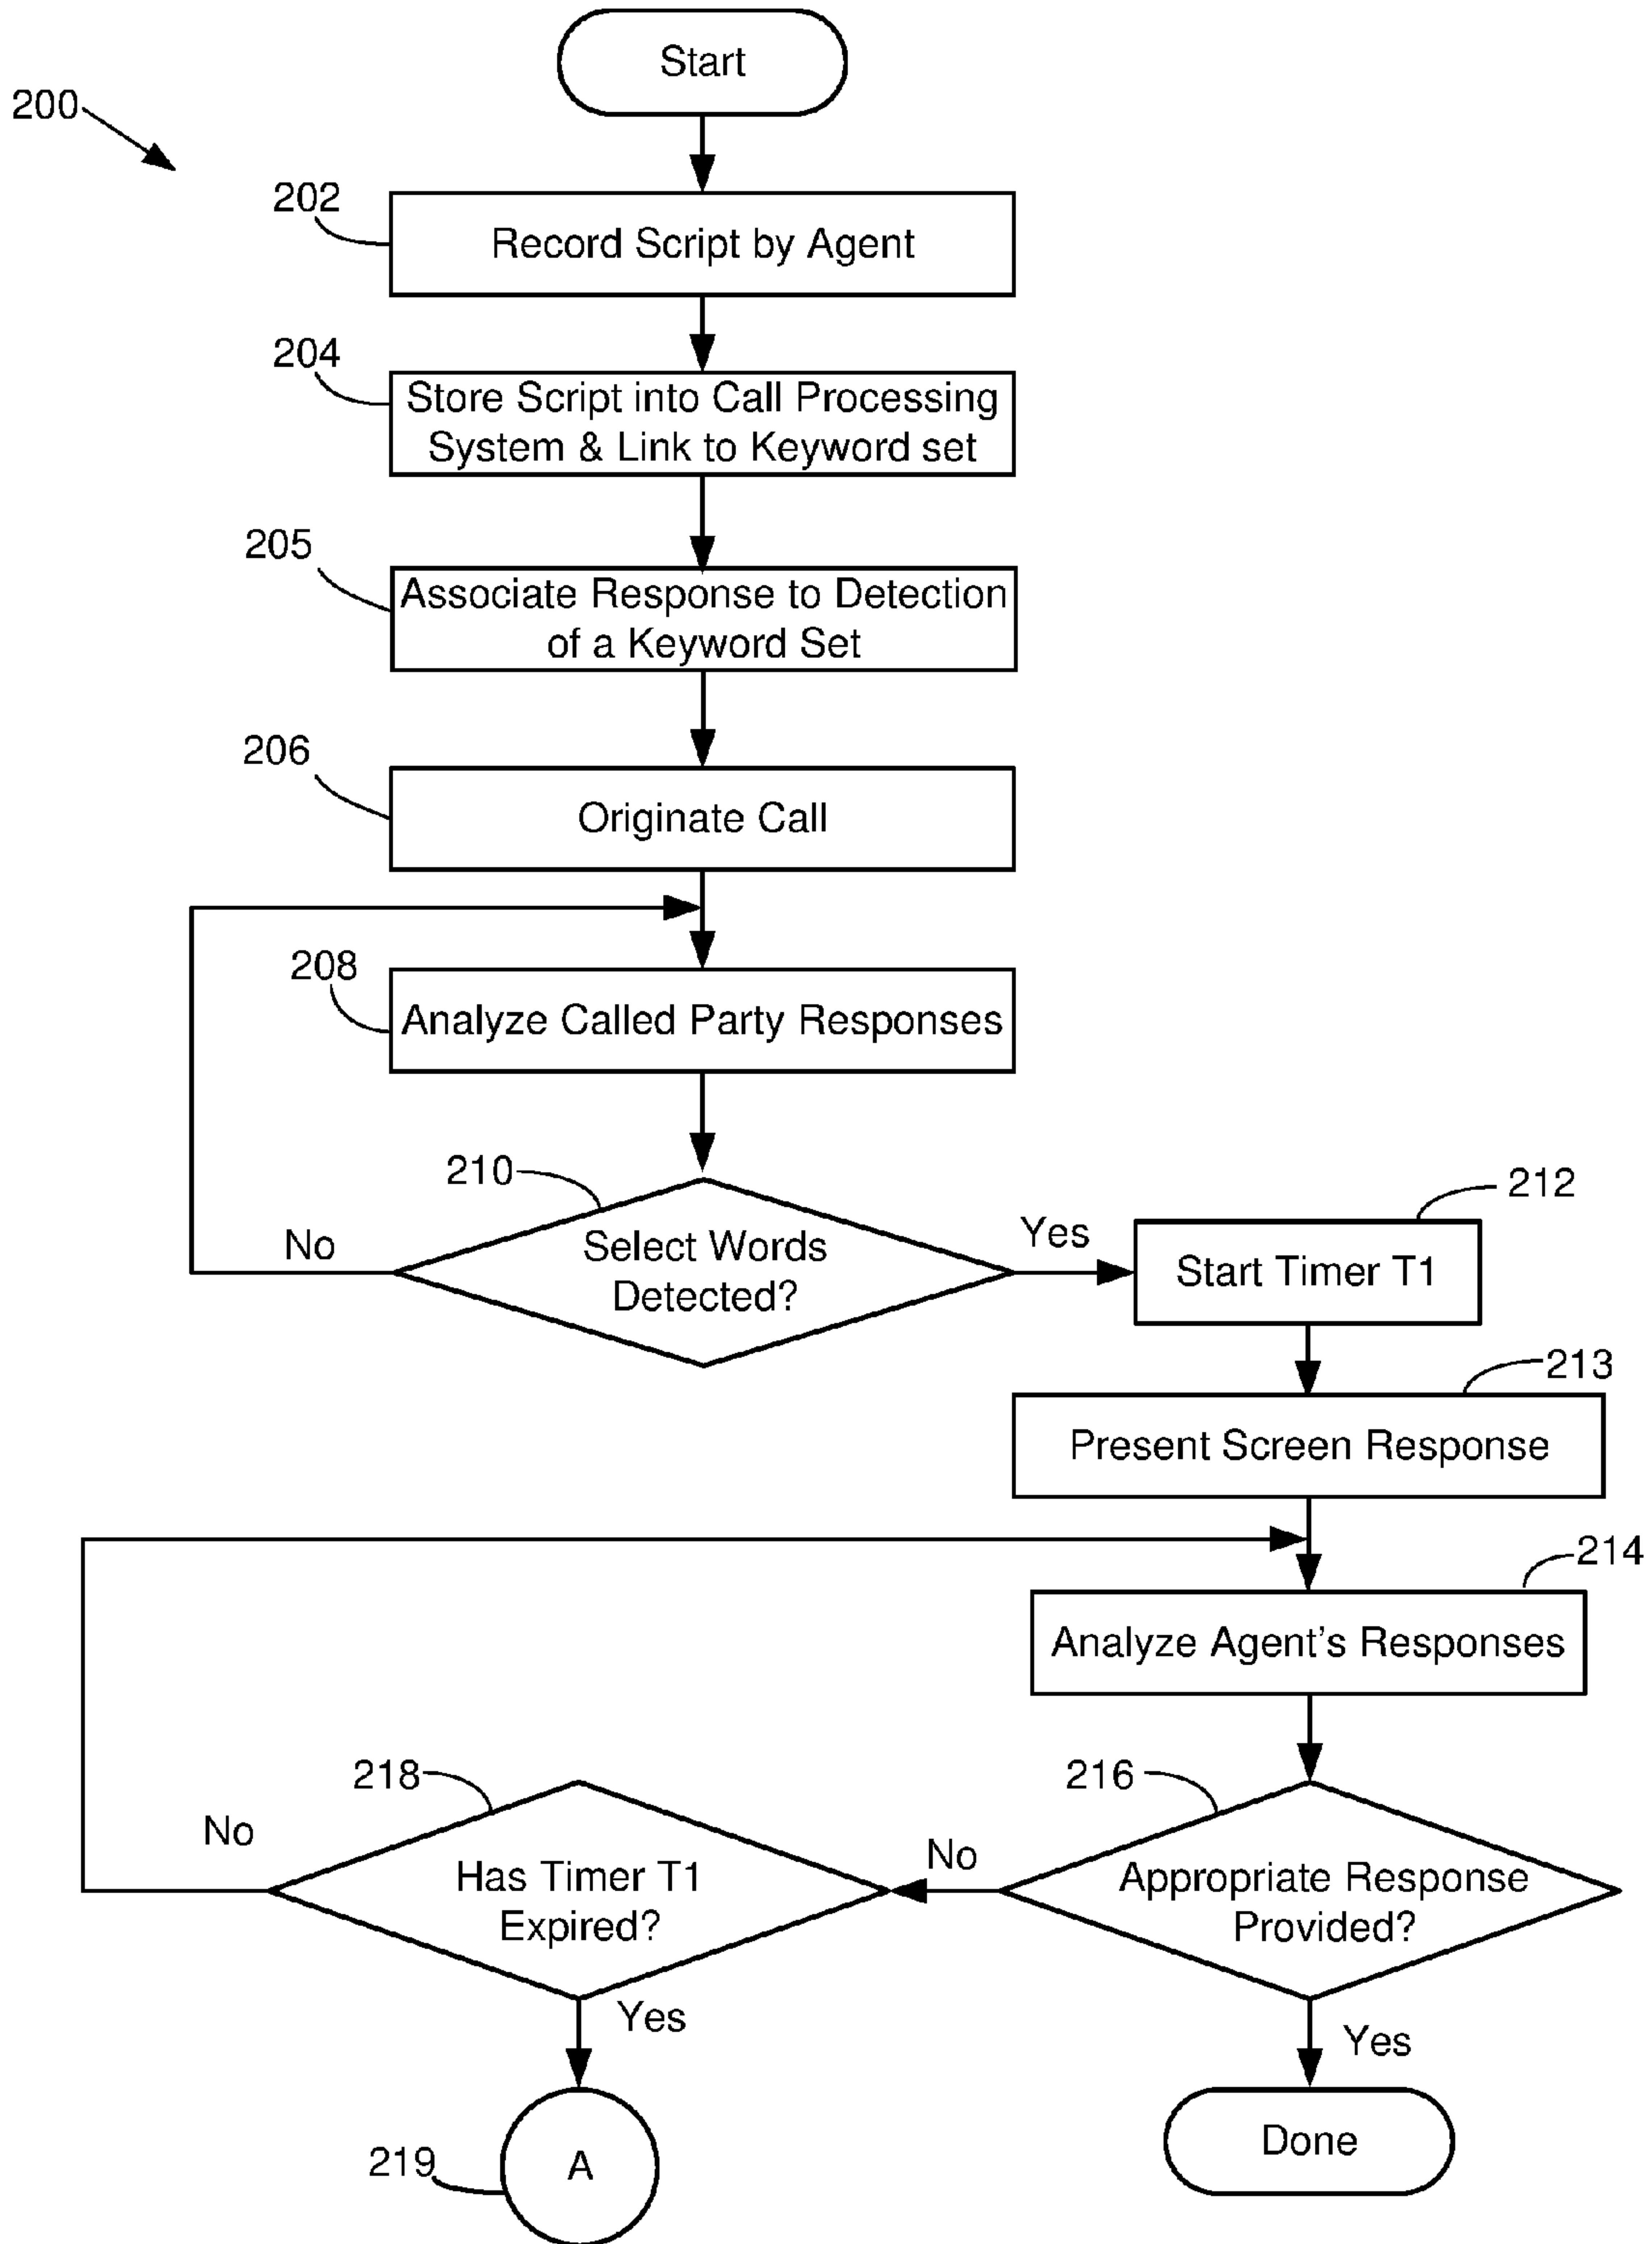 Start
200
202
Record Script by Agent
204
Store Script into Call Processing
System & Link to Keyword set
205
Associate Response to Detection
of a Keyword Set
206
Originate Call
208
Analyze Called Party Responses
210
Select Words
Detected?
No
Yes
212
Start Timer T1
213
Present Screen Response
214
Analyze Agent's Responses
216
Appropriate Response
Provided?
No
218
Has Timer T1
Expired?
No
Yes
Yes
219
A
Done